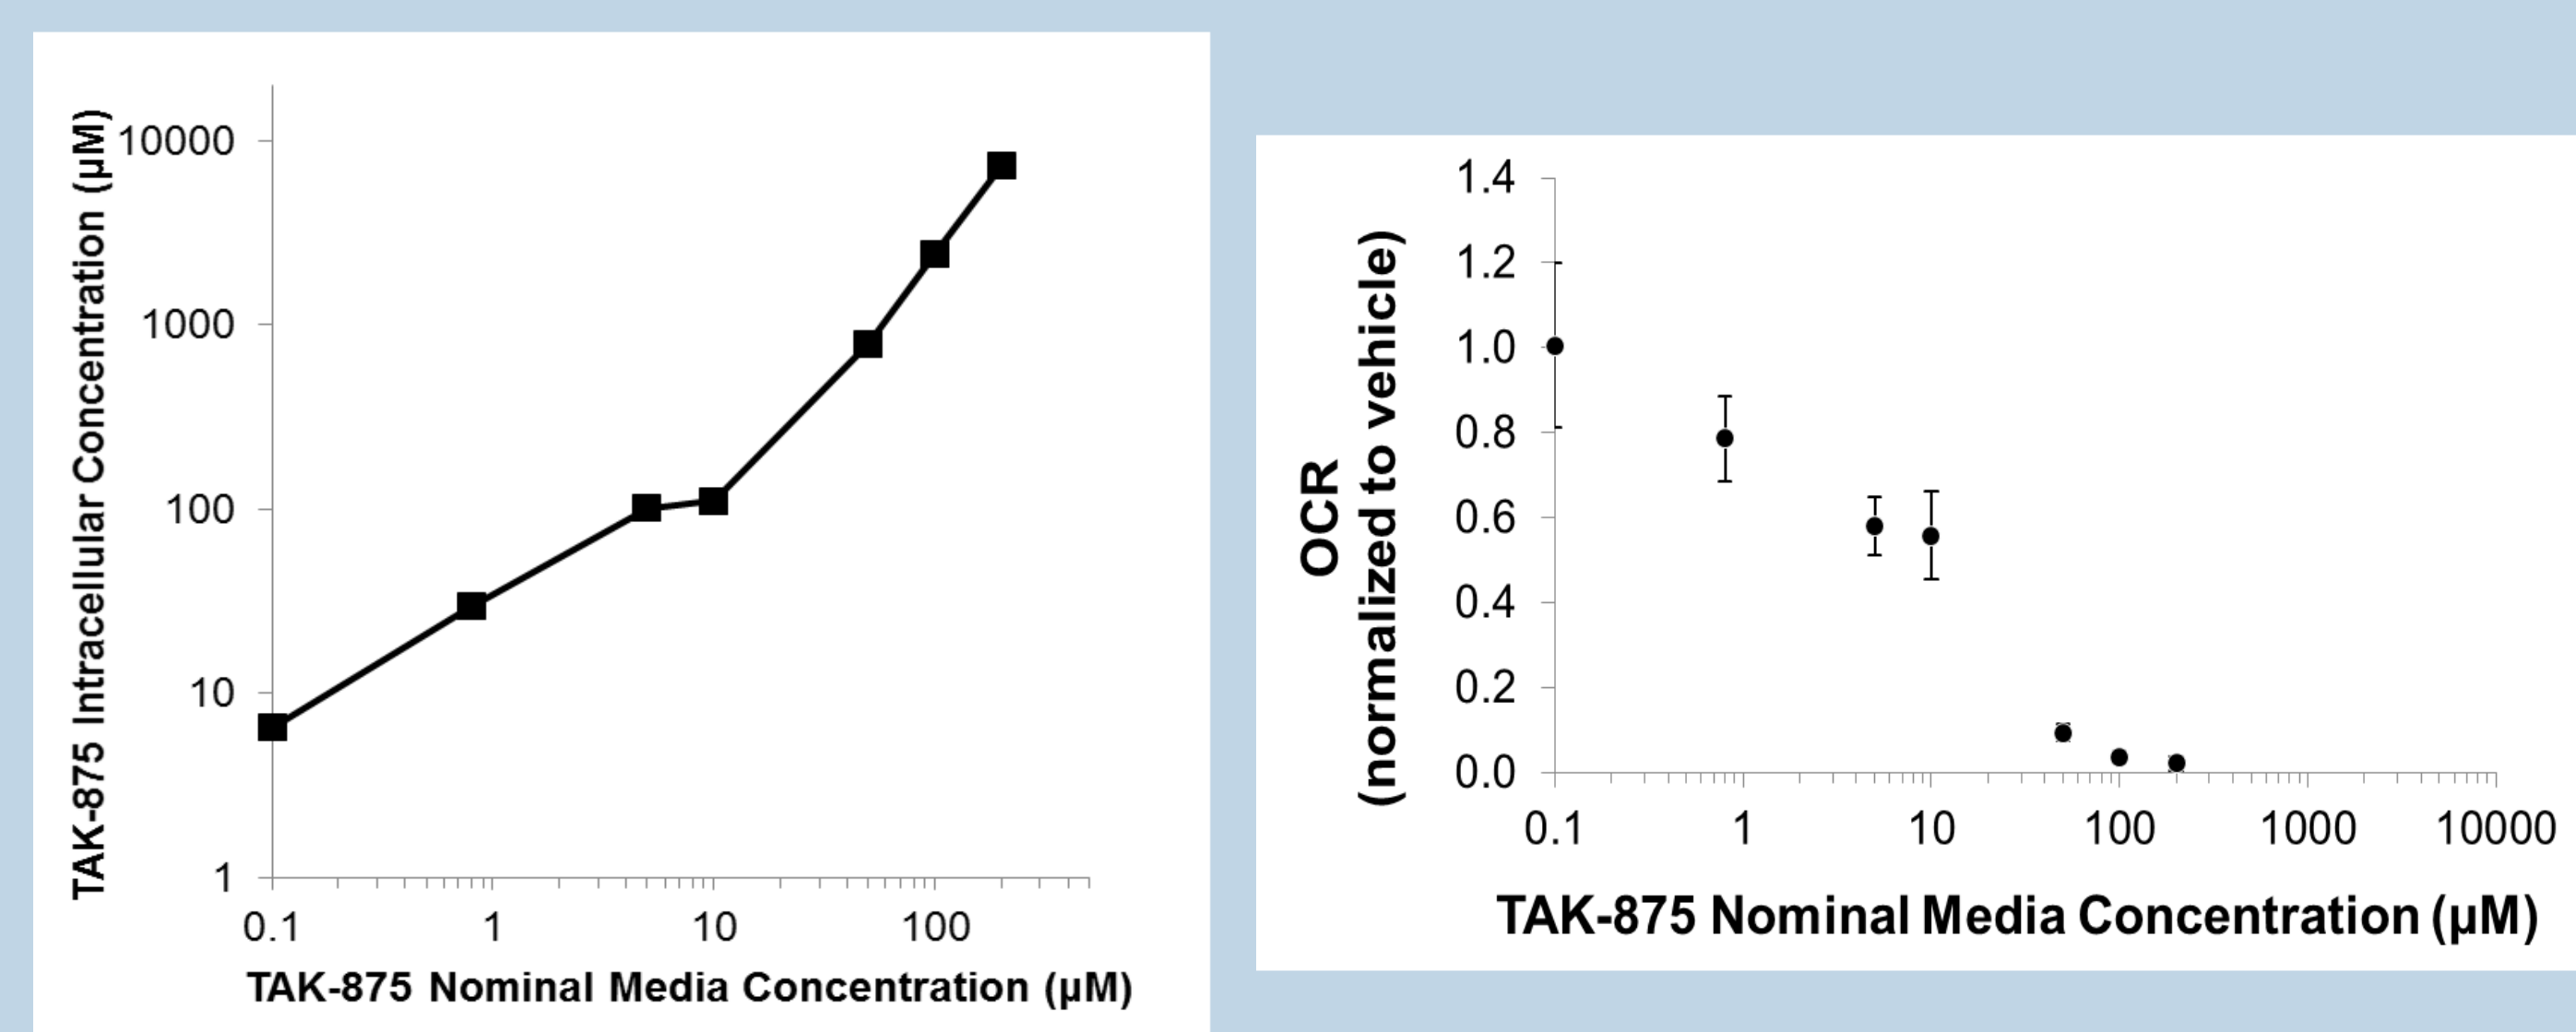 TAK-875 Intracellular Concentration (µM)
10000
1000
100
10
1
0.1 1 10 100
TAK-875 Nominal Media Concentration (µM)
OCR
(normalized to vehicle)
1.4
1.2
1.0
0.8
0.6
0.4
0.2
0.0
0.1 1 10 100 1000 10000
TAK-875 Nominal Media Concentration (µM)